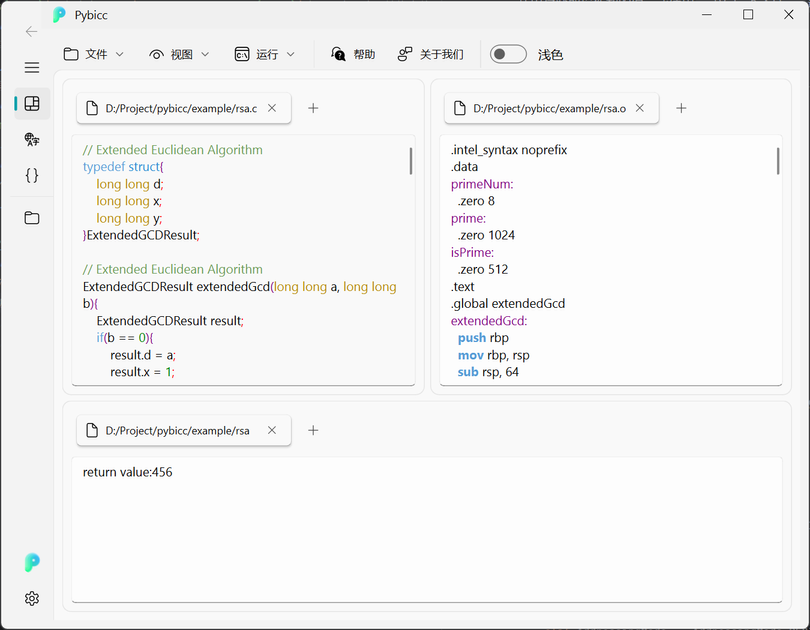 Pybicc
文件 视图 运行 帮助 关于我们 浅色
D:/Project/pybicc/example/rsa.c
// Extended Euclidean Algorithm
typedef struct{
long long d;
long long x;
long long y;
}ExtendedGCDResult;
// Extended Euclidean Algorithm
ExtendedGCDResult extendedGcd(long long a, long long
b){
ExtendedGCDResult result;
if(b == 0){
result.d = a;
result.x = 1;
D:/Project/pybicc/example/rsa.o
.intel_syntax noprefix
.data
primeNum:
.zero 8
prime:
.zero 1024
isPrime:
.zero 512
.text
.global extendedGcd
extendedGcd:
push rbp
mov rbp, rsp
sub rsp, 64
D:/Project/pybicc/example/rsa
return value:456